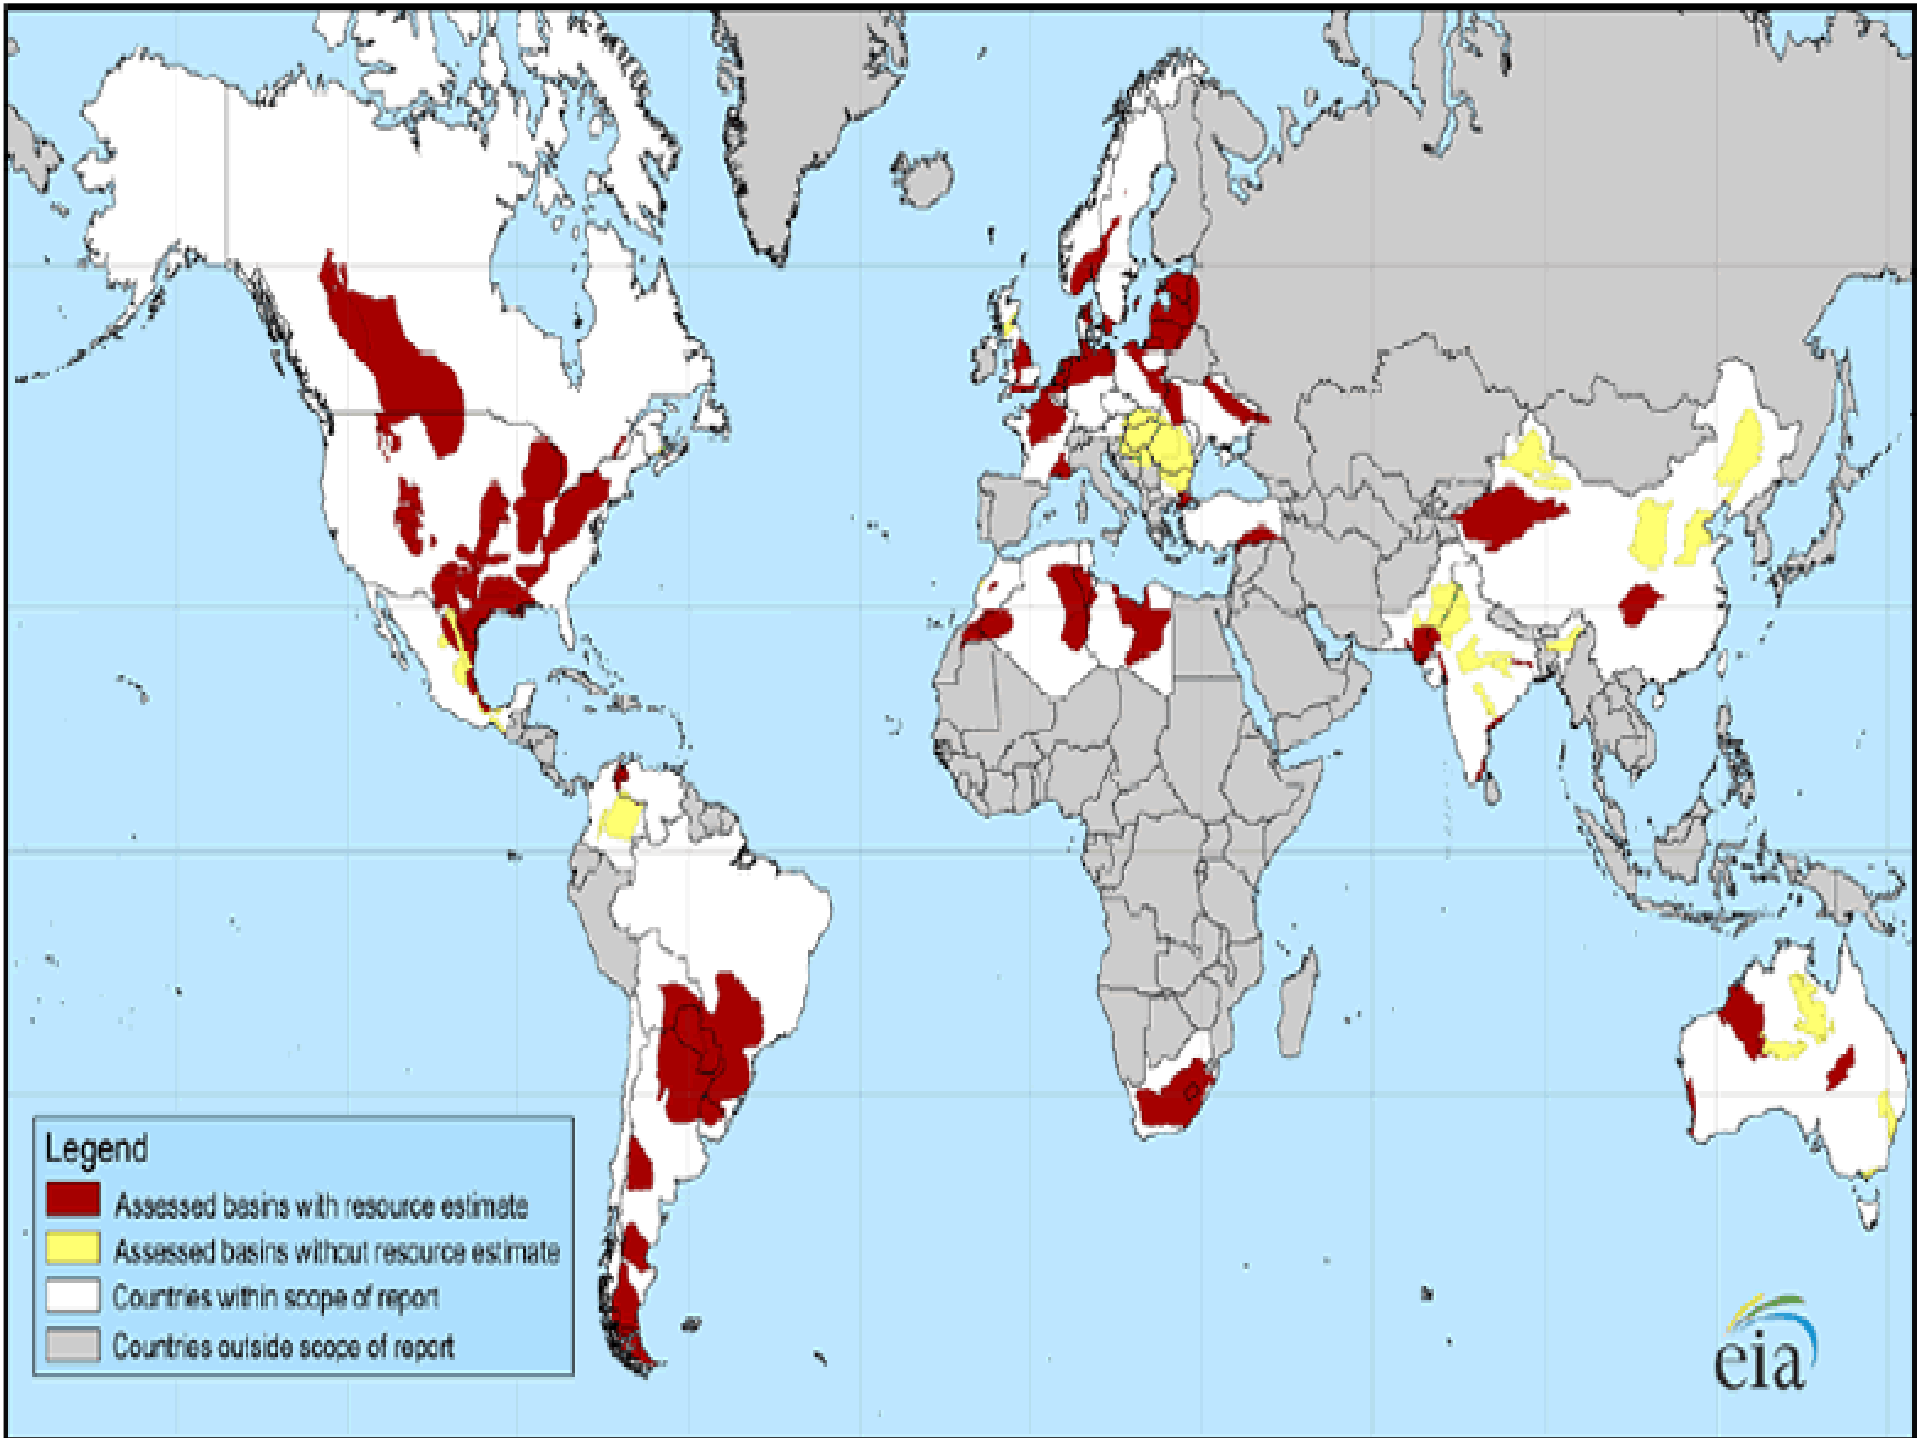 Legend
Assessed basins with resource estimate
Assessed basins without resource estimate
Countries within scope of report
Countries outside scope of report
eia